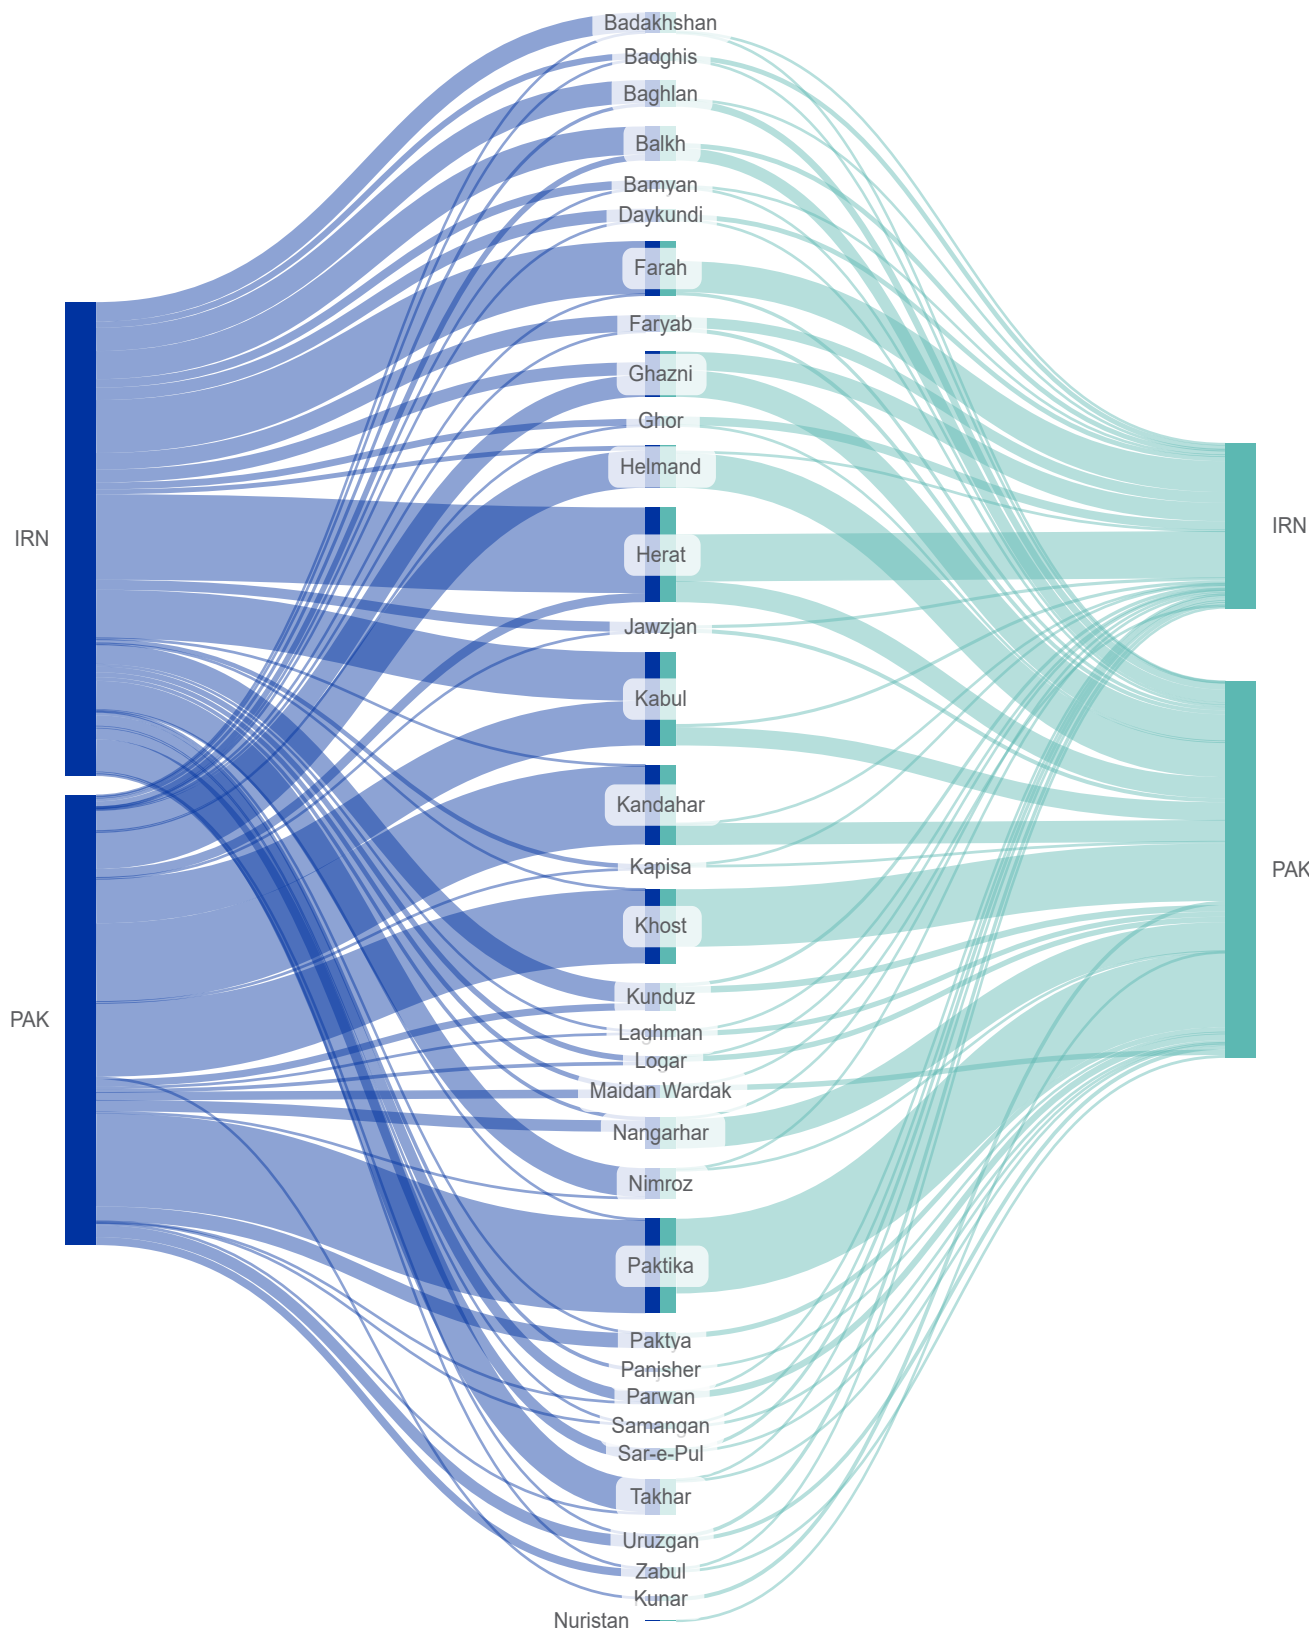 Badakhshan
Badghis
Baghlan
Balkh
Bamyan
Daykundi
Farah
Faryab
Ghazni
Ghor
Helmand
IRN
IRN
Herat
Jawzjan
Kabul
Kandahar
Kapisa
PAK
Khost
Kunduz
PAK
Laghman
Logar
Maidan Wardak
Nangarhar
Nimroz
Paktika
Paktya
Panjsher
Parwan
Samangan
Sar-e-Pul
Takhar
Uruzgan
Zabul
Kunar
Nuristan